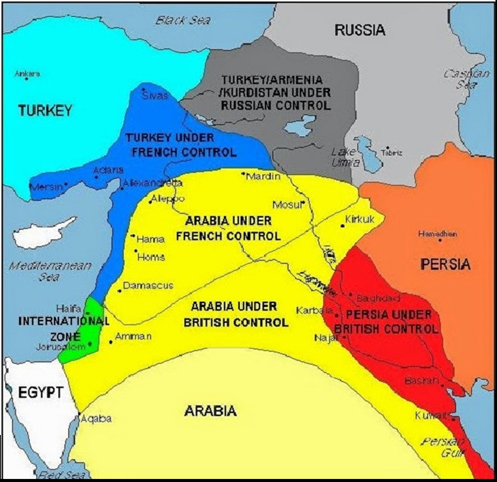 Black Sea
RUSSIA
Caspian
Sea
Ankara
TURKEY
TURKEY/ARMENIA
/KURDISTAN UNDER
RUSSIAN CONTROL
Sivas
TURKEY UNDER
FRENCH CONTROL
Lake
Urmia
Tabriz
Adana
Mersin
Alexandretta
Mardin
Aleppo
Mosul
ARABIA UNDER
FRENCH CONTROL
Kirkuk
Hama
Homs
Hamadhan
Mediterranean
Sea
PERSIA
Damascus
Tigris
Euphrates
Baghdad
ARABIA UNDER
BRITISH CONTROL
Haifa
INTERNATIONAL
ZONE
Karbala
PERSIA UNDER
BRITISH CONTROL
Jerusalem
Amman
Najaf
EGYPT
Basrah
ARABIA
Aqaba
Kuwait
Persian
Gulf
Red Sea